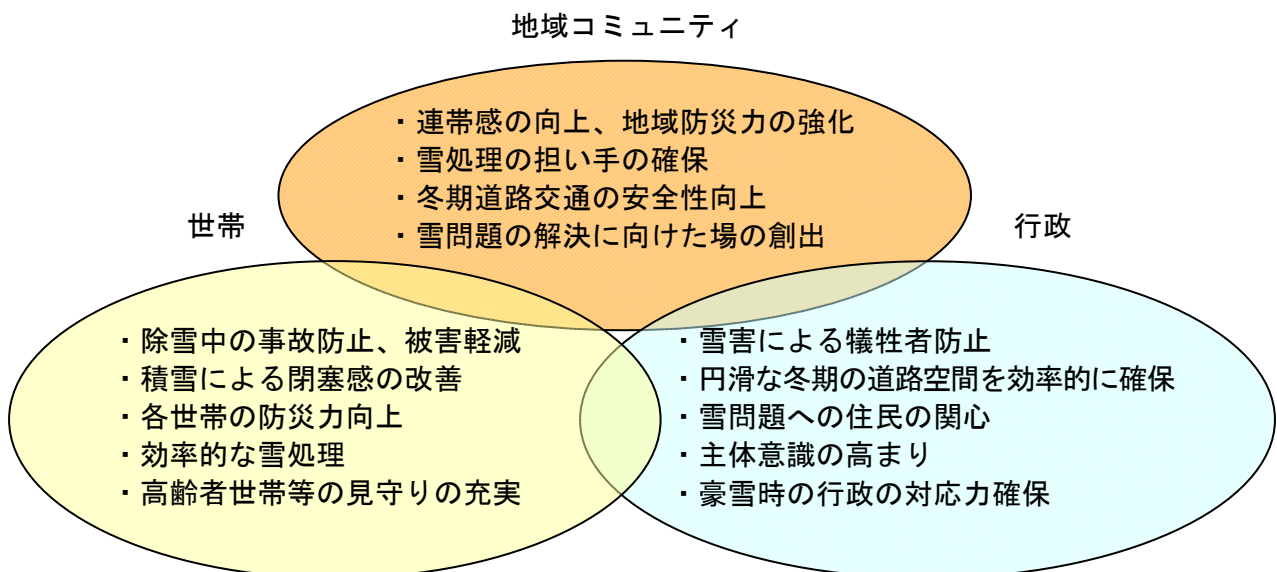 地域コミュニティ
・連帯感の向上、地域防災力の強化
・雪処理の担い手の確保
・冬期道路交通の安全性向上
・雪問題の解決に向けた場の創出
世帯
・除雪中の事故防止、被害軽減
・積雪による閉塞感の改善
・各世帯の防災力向上
・効率的な雪処理
・高齢者世帯等の見守りの充実
行政
・雪害による犠牲者防止
・円滑な冬期の道路空間を効率的に確保
・雪問題への住民の関心
・主体意識の高まり
・豪雪時の行政の対応力確保